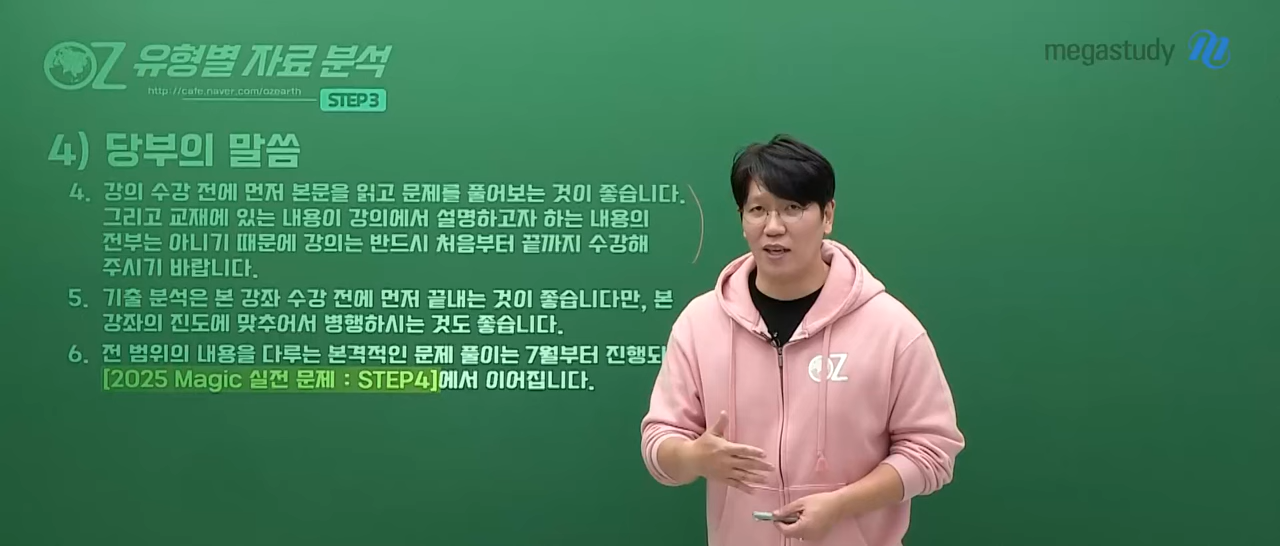 OZ 유형별 자료 분석
http://cafe.naver.com/ozearth
STEP3
megastudy
4) 당부의 말씀
4. 강의 수강 전에 먼저 본문을 읽고 문제를 풀어보는 것이 좋습니다.
그리고 교재에 있는 내용이 강의에서 설명하고자 하는 내용의
전부는 아니기 때문에 강의는 반드시 처음부터 끝까지 수강해
주시기 바랍니다.
5. 기출 분석은 본 강좌 수강 전에 먼저 끝내는 것이 좋습니다만, 본
강좌의 진도에 맞추어서 병행하시는 것도 좋습니다.
6. 전 범위의 내용을 다루는 본격적인 문제 풀이는 7월부터
[2025 Magic 실전 문제 : STEP4]에서 이어집니다.
OZ